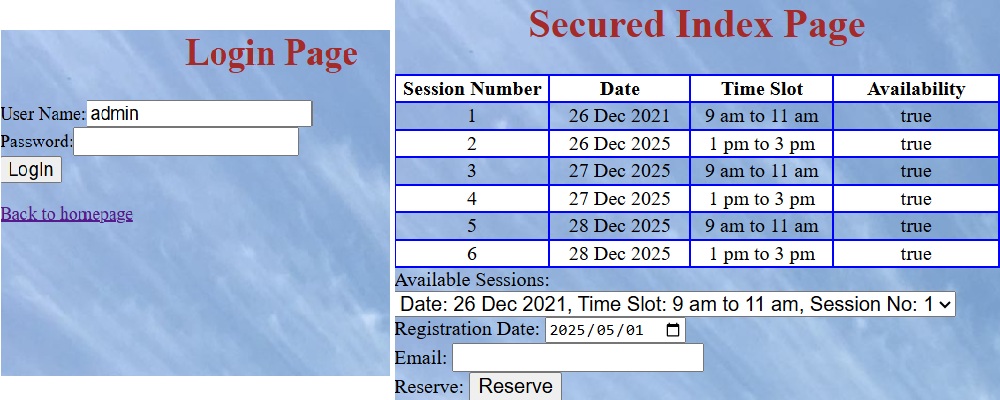 Login Page
User Name: admin
Password:
Login
Back to homepage
Secured Index Page
Session Number Date Time Slot Availability
1 26 Dec 2021 9 am to 11 am true
2 26 Dec 2025 1 pm to 3 pm true
3 27 Dec 2025 9 am to 11 am true
4 27 Dec 2025 1 pm to 3 pm true
5 28 Dec 2025 9 am to 11 am true
6 28 Dec 2025 1 pm to 3 pm true
Available Sessions:
Date: 26 Dec 2021, Time Slot: 9 am to 11 am, Session No: 1
Registration Date: 2025/05/01
Email:
Reserve: Reserve